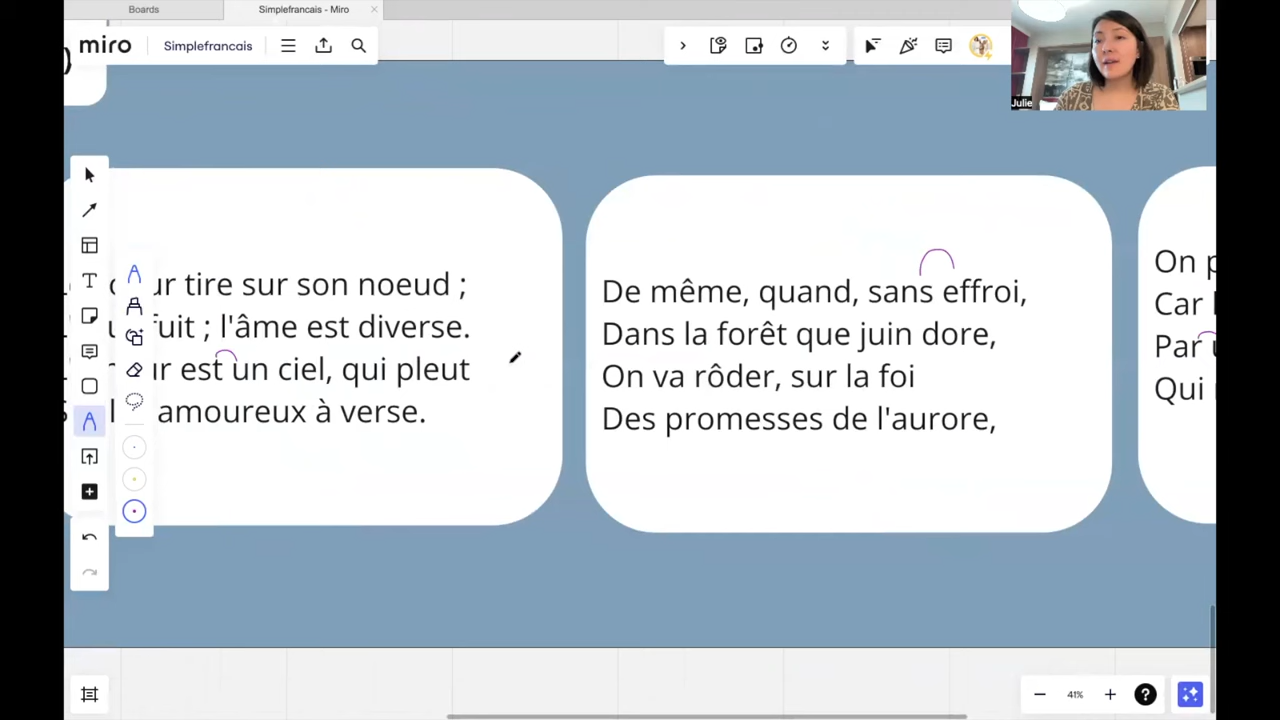 Boards
Simplefrancais - Miro
miro
Simplefrancais
Julie
ur tire sur son noeud ;
fuit ; l'âme est diverse.
ur est un ciel, qui pleut
amoureux à verse.
De même, quand, sans effroi,
Dans la forêt que juin dore,
On va rôder, sur la foi
Des promesses de l'aurore,
On
Car
Par
Qui
41%